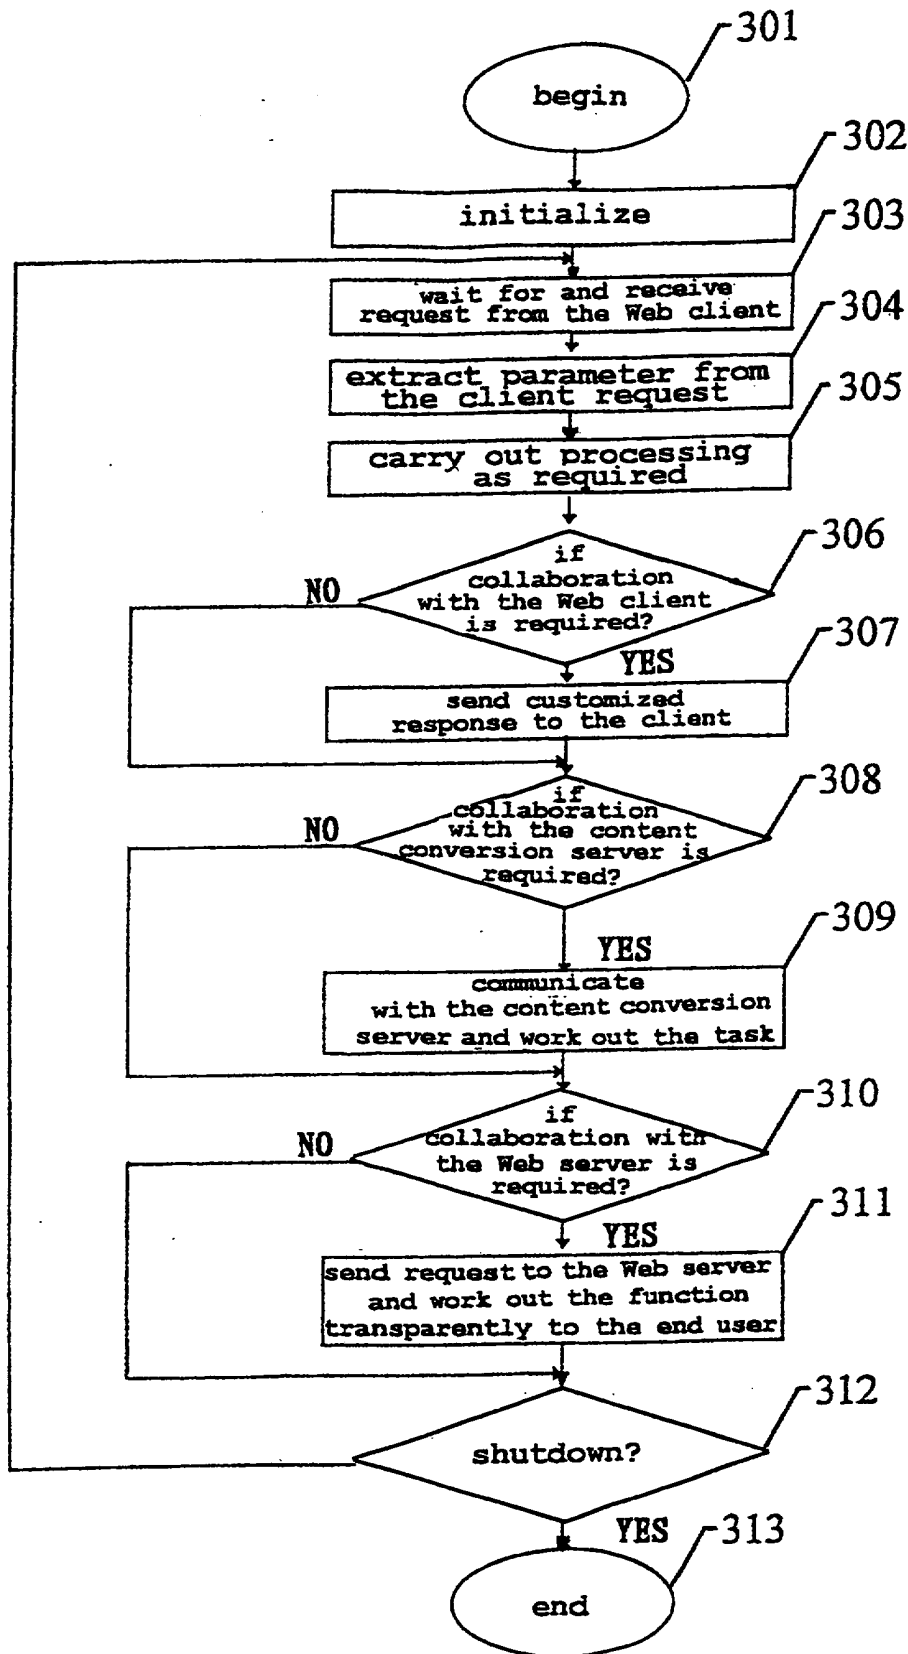 301
begin
302
initialize
303
wait for and receive
request from the Web client
304
extract parameter from
the client request
305
carry out processing
as required
306
if
collaboration
with the Web client
is required?
NO
YES
307
send customized
response to the client
308
if
collaboration
with the content
conversion server is
required?
NO
YES
309
communicate
with the content conversion
server and work out the task
310
if
collaboration with
the Web server is
required?
NO
YES
311
send request to the Web server
and work out the function
transparently to the end user
312
shutdown?
YES
313
end